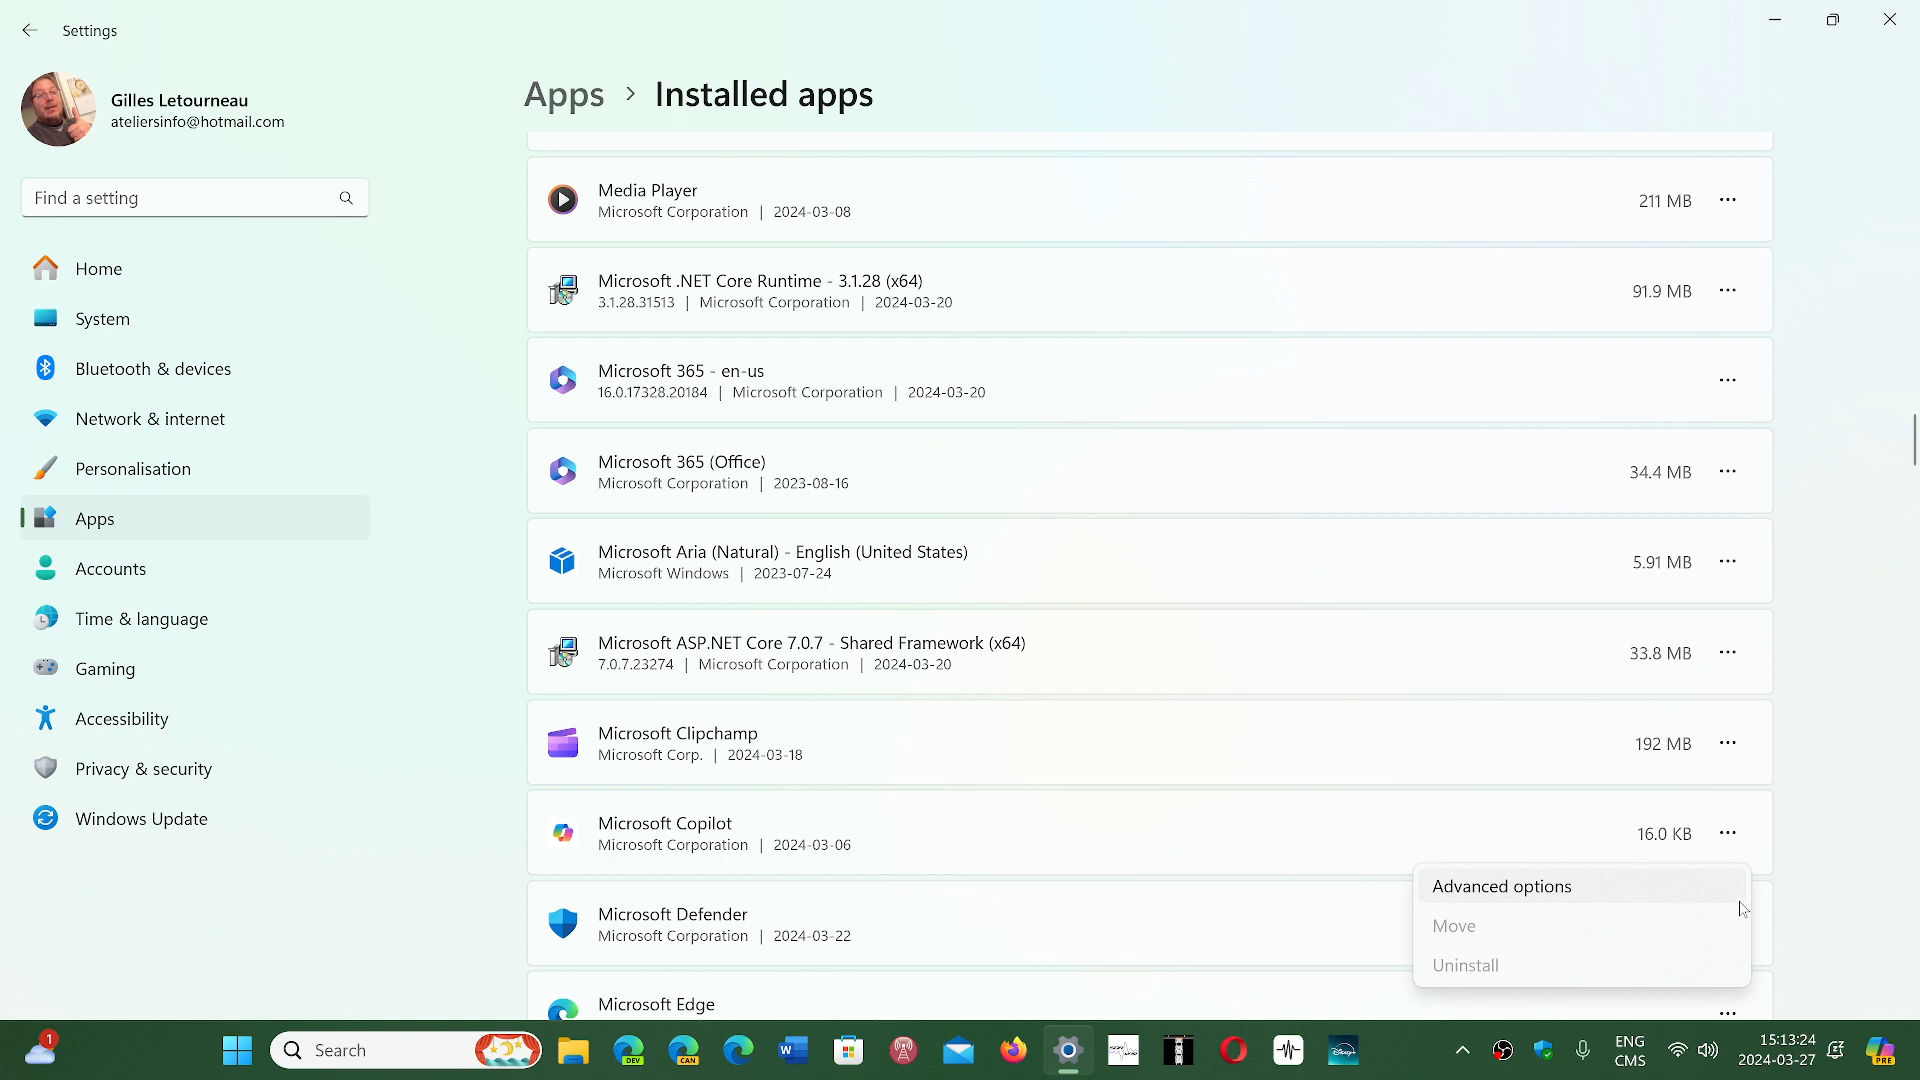 Settings
Gilles Letourneau
ateliersinfo@hotmail.com
Find a setting
Home
System
Bluetooth & devices
Network & internet
Personalisation
Apps
Accounts
Time & language
Gaming
Accessibility
Privacy & security
Windows Update
Apps > Installed apps
Media Player
Microsoft Corporation | 2024-03-08
211 MB
Microsoft .NET Core Runtime - 3.1.28 (x64)
3.1.28.31513 | Microsoft Corporation | 2024-03-20
91.9 MB
Microsoft 365 - en-us
16.0.17328.20184 | Microsoft Corporation | 2024-03-20
Microsoft 365 (Office)
Microsoft Corporation | 2023-08-16
34.4 MB
Microsoft Aria (Natural) - English (United States)
Microsoft Windows | 2023-07-24
5.91 MB
Microsoft ASP.NET Core 7.0.7 - Shared Framework (x64)
7.0.7.23274 | Microsoft Corporation | 2024-03-20
33.8 MB
Microsoft Clipchamp
Microsoft Corp. | 2024-03-18
192 MB
Microsoft Copilot
Microsoft Corporation | 2024-03-06
16.0 KB
Advanced options
Move
Uninstall
Microsoft Defender
Microsoft Corporation | 2024-03-22
Microsoft Edge
1
Search
DEV
CAN
W
Disney+
ENG
CMS
15:13:24
2024-03-27
PRE